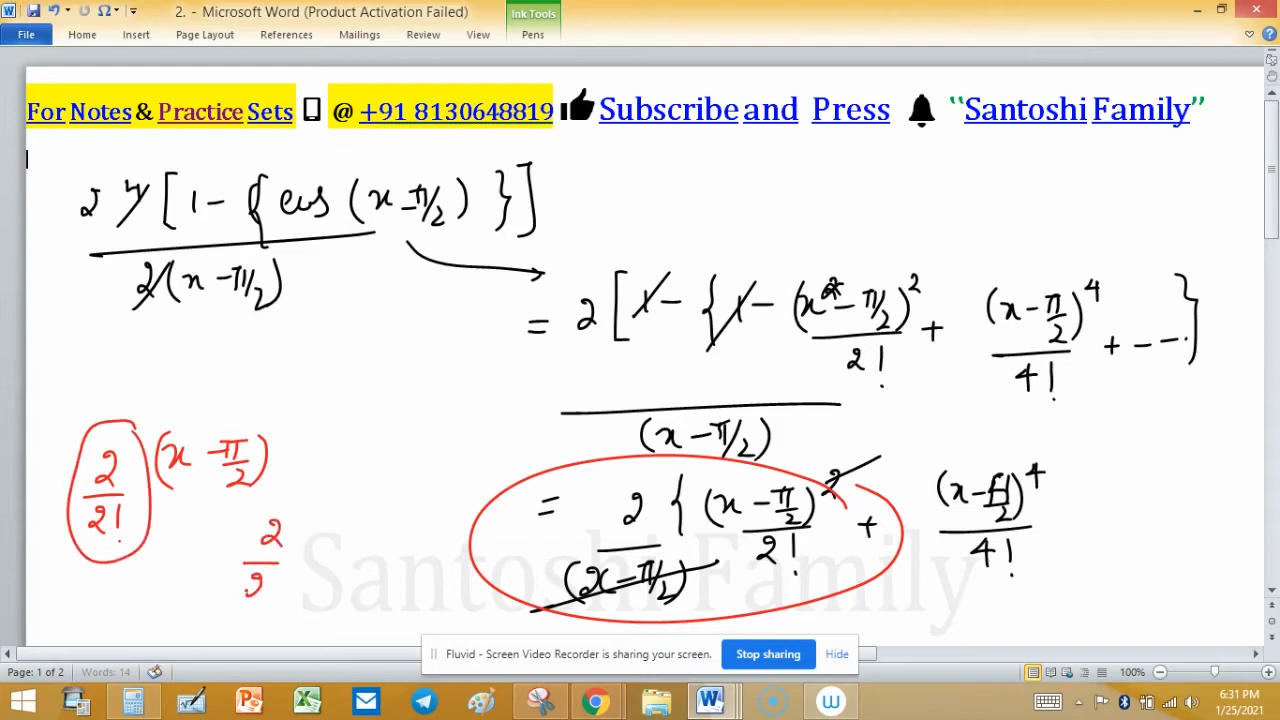 2. - Microsoft Word (Product Activation Failed)
Ink Tools
File Home Insert Page Layout References Mailings Review View Pens
For Notes & Practice Sets @ +91 8130648819 Subscribe and Press "Santoshi Family"
2 4 [1 - { cos (x - π/2) }]
2(x - π/2)
= 2 [1 - {1 - (x - π/2)^2 / 2! + (x - π/2)^4 / 4! + - - - }
(x - π/2)
2/2! (x - π/2)
= 2 / (x - π/2) { (x - π/2)^2 / 2! + (x - π/2)^4 / 4!
2/2
Santoshi Family
Fluvid - Screen Video Recorder is sharing your screen. Stop sharing Hide
Page: 1 of 2 Words: 14 100%
6:31 PM
1/25/2021